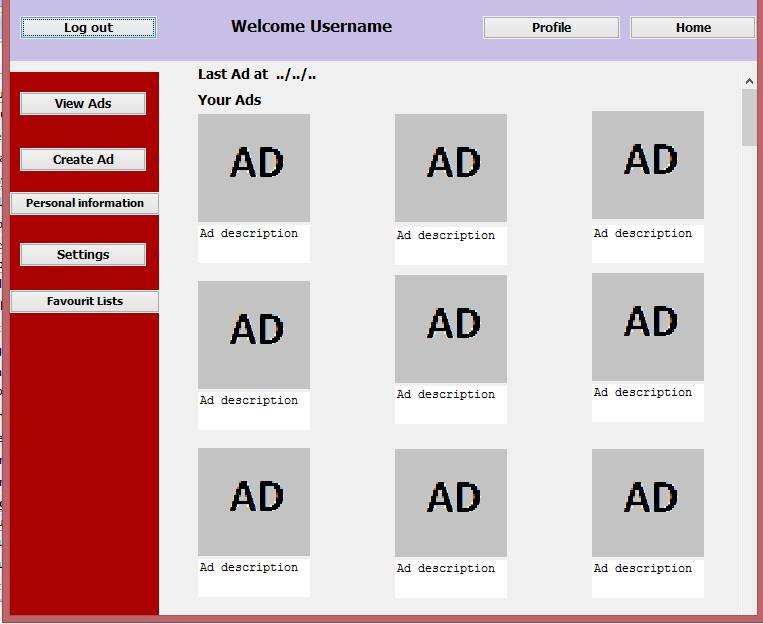 Log out
Welcome Username
Profile
Home
Last Ad at ../../..
Your Ads
View Ads
Create Ad
Personal information
Settings
Favourit Lists
AD
AD
AD
Ad description
Ad description
Ad description
AD
AD
AD
Ad description
Ad description
Ad description
AD
AD
AD
Ad description
Ad description
Ad description